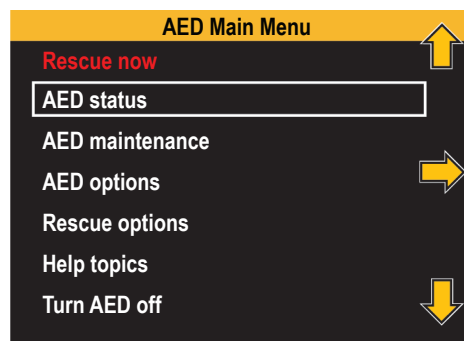 AED Main Menu
Rescue now
AED status
AED maintenance
AED options
Rescue options
Help topics
Turn AED off